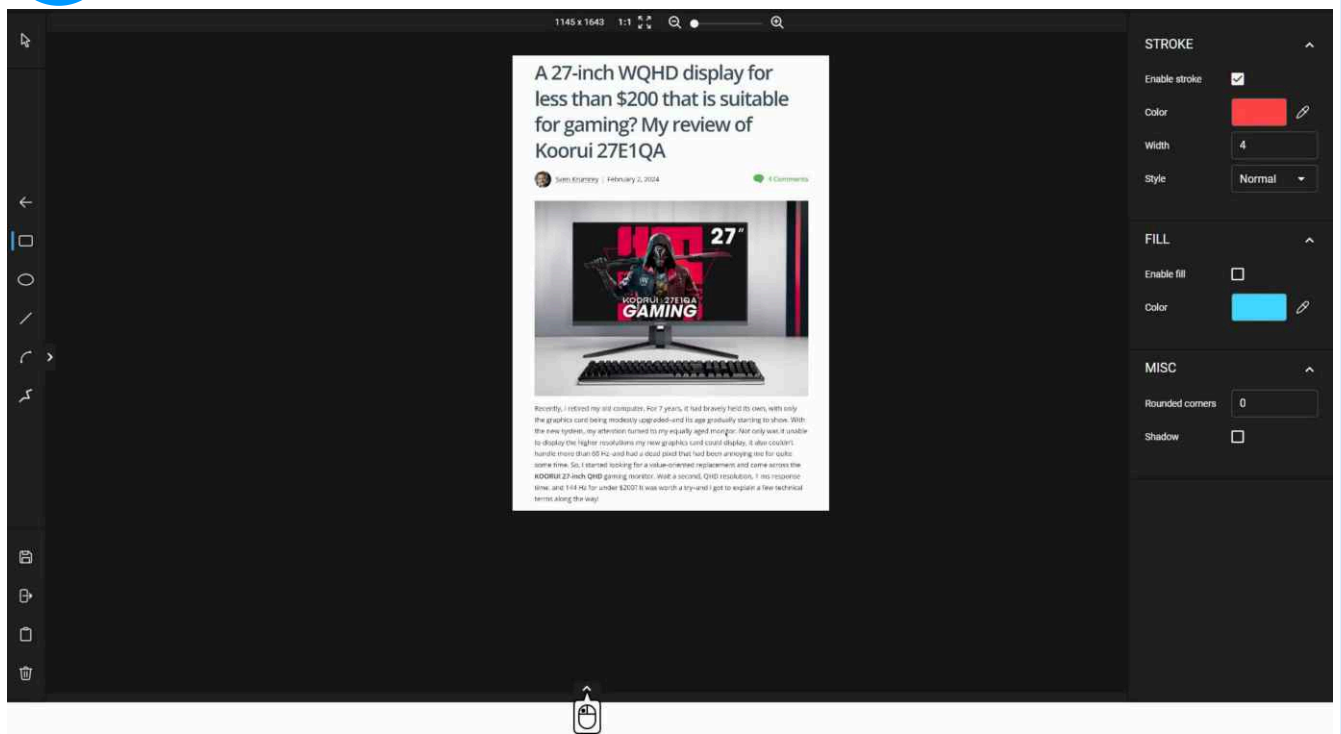 1145 x 1643 1:1
A 27-inch WQHD display for
less than $200 that is suitable
for gaming? My review of
Koorui 27E1QA
Sven Krumrey | February 2, 2024 4 Comments
27"
KOORUI 27E1QA
GAMING
Recently, I retired my old computer. For 7 years, it had bravely held its own, with only
the graphics card being modestly upgraded–and its age gradually starting to show. With
the new system, my attention turned to my equally aged monitor. Not only was it unable
to display the higher resolutions my new graphics card could display, it also couldn't
handle more than 60 Hz–and had a dead pixel that had been annoying me for quite
some time. So, I started looking for a value-oriented replacement and came across the
KOORUI 27-inch QHD gaming monitor. Wait a second, QHD resolution, 1 ms response
time, and 144 Hz for under $200? It was worth a try–and I got to explain a few technical
terms along the way!
STROKE
Enable stroke
Color
Width 4
Style Normal
FILL
Enable fill
Color
MISC
Rounded corners 0
Shadow